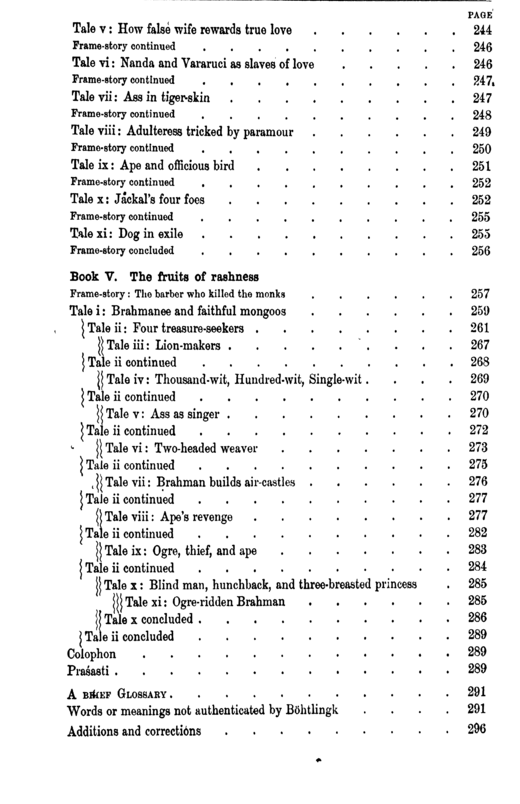 PAGE
Tale v: How false wife rewards true love . . . . . . 244
Frame-story continued . . . . . . . . . 246
Tale vi: Nanda and Vararuci as slaves of love . . . . . 246
Frame-story continued . . . . . . . . . 247
Tale vii: Ass in tiger-skin . . . . . . . . 247
Frame-story continued . . . . . . . . . 248
Tale viii: Adulteress tricked by paramour . . . . . . 249
Frame-story continued . . . . . . . . . 250
Tale ix: Ape and officious bird . . . . . . . . 251
Frame-story continued . . . . . . . . . 252
Tale x: Jackal's four foes . . . . . . . . 252
Frame-story continued . . . . . . . . . 255
Tale xi: Dog in exile . . . . . . . . . 255
Frame-story concluded . . . . . . . . . 256
Book V. The fruits of rashness
Frame-story: The barber who killed the monks . . . . . . 257
Tale i: Brahmanee and faithful mongoos . . . . . . 259
{Tale ii: Four treasure-seekers . . . . . . . . 261
{{Tale iii: Lion-makers . . . . . . . . . 267
{Tale ii continued . . . . . . . . . 268
{{Tale iv: Thousand-wit, Hundred-wit, Single-wit . . . . 269
{Tale ii continued . . . . . . . . . 270
{{Tale v: Ass as singer . . . . . . . . . 270
{Tale ii continued . . . . . . . . . 272
{{Tale vi: Two-headed weaver . . . . . . . 273
{Tale ii continued . . . . . . . . . 275
{{Tale vii: Brahman builds air-castles . . . . . . 276
{Tale ii continued . . . . . . . . . 277
{{Tale viii: Ape's revenge . . . . . . . . 277
{Tale ii continued . . . . . . . . . 282
{{Tale ix: Ogre, thief, and ape . . . . . . . 283
{Tale ii continued . . . . . . . . . 284
{{Tale x: Blind man, hunchback, and three-breasted princess . 285
{{{Tale xi: Ogre-ridden Brahman . . . . . . 285
{{Tale x concluded . . . . . . . . . . 286
{Tale ii concluded . . . . . . . . . 289
Colophon . . . . . . . . . . . 289
Praśasti . . . . . . . . . . . . 289
A BRIEF GLOSSARY . . . . . . . . . . 291
Words or meanings not authenticated by Böhtlingk . . . . 291
Additions and corrections . . . . . . . . 296